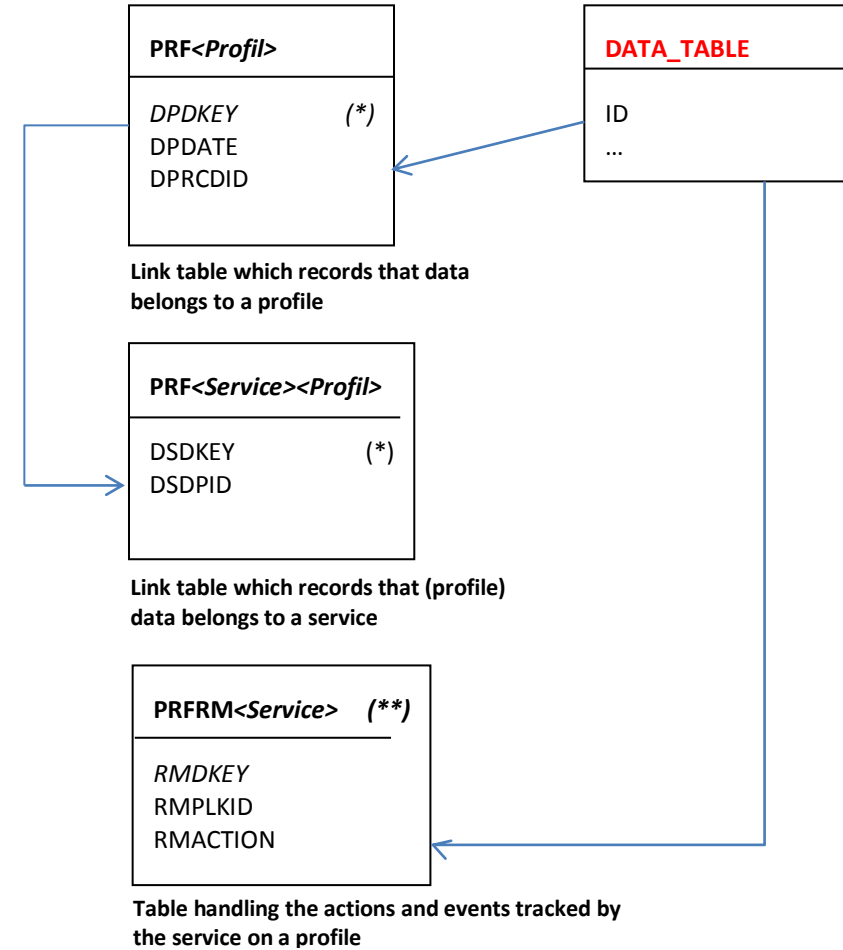 PRF<Profil>
DPDKEY (*)
DPDATE
DPRCDID
DATA_TABLE
ID
...
Link table which records that data
belongs to a profile
PRF<Service><Profil>
DSDKEY (*)
DSDPID
Link table which records that (profile)
data belongs to a service
PRFRM<Service> (**)
RMDKEY
RMPLKID
RMACTION
Table handling the actions and events tracked by
the service on a profile